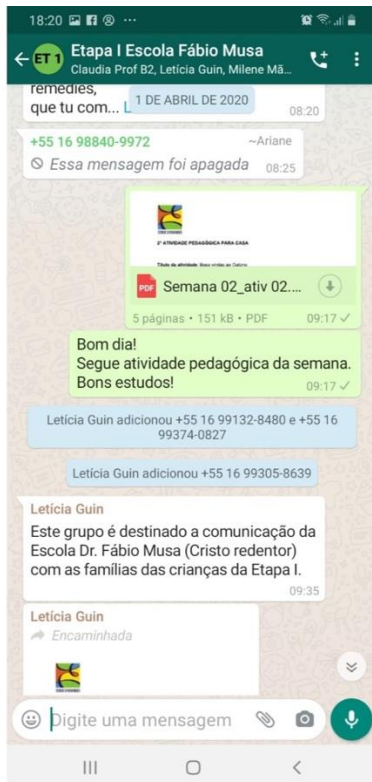 18:20
ET 1
Etapa I Escola Fábio Musa
Claudia Prof B2, Letícia Guin, Milene Mã...
remedies,
que tu com... L
1 DE ABRIL DE 2020
08:20
+55 16 98840-9972 ~Ariane
Essa mensagem foi apagada 08:25
2ª ATIVIDADE PEDAGÓGICA PARA CASA
Título da atividade:
PDF Semana 02_ativ 02....
5 páginas • 151 kB • PDF 09:17
Bom dia!
Segue atividade pedagógica da semana.
Bons estudos!
09:17
Letícia Guin adicionou +55 16 99132-8480 e +55 16
99374-0827
Letícia Guin adicionou +55 16 99305-8639
Letícia Guin
Este grupo é destinado a comunicação da
Escola Dr. Fábio Musa (Cristo redentor)
com as famílias das crianças da Etapa I.
09:35
Letícia Guin
Encaminhada
Digite uma mensagem